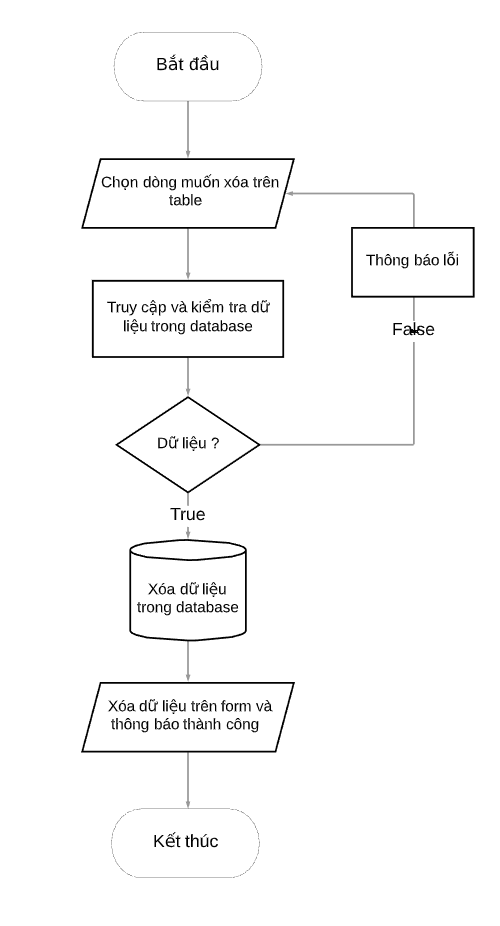 Bắt đầu
Chọn dòng muốn xóa trên
table
Thông báo lỗi
Truy cập và kiểm tra dữ
liệu trong database
False
Dữ liệu ?
True
Xóa dữ liệu
trong database
Xóa dữ liệu trên form và
thông báo thành công
Kết thúc